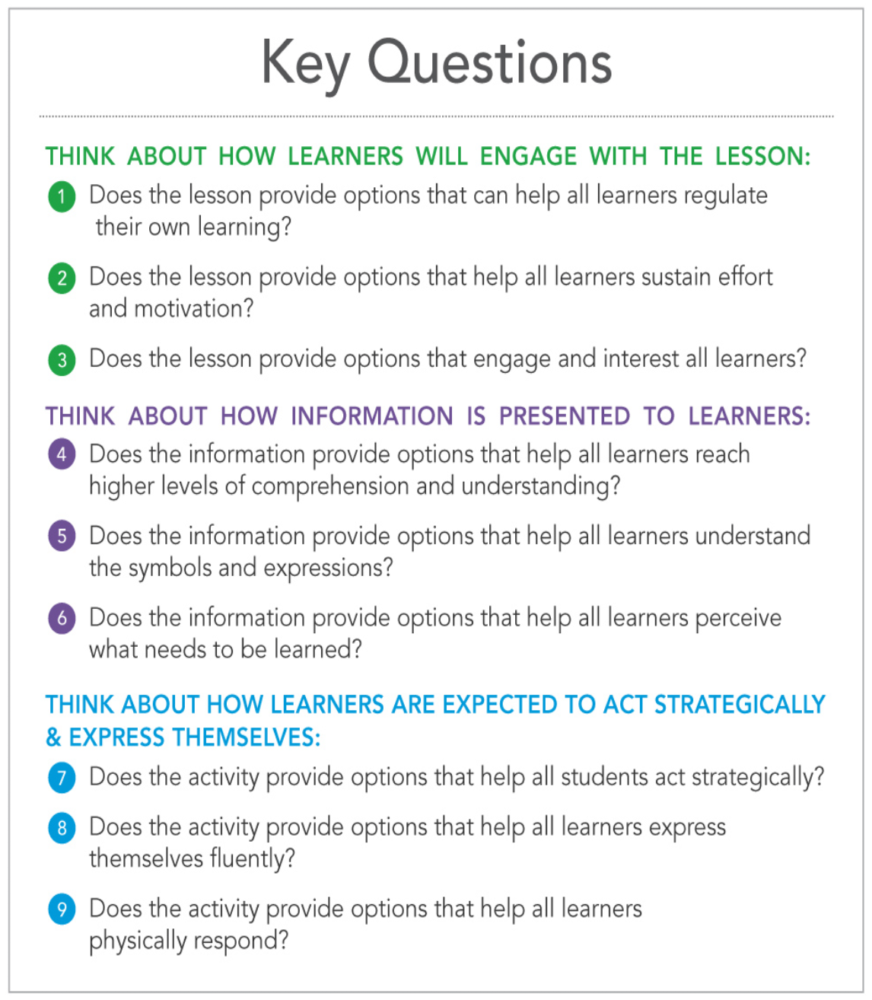 Key Questions
THINK ABOUT HOW LEARNERS WILL ENGAGE WITH THE LESSON:
1 Does the lesson provide options that can help all learners regulate
their own learning?
2 Does the lesson provide options that help all learners sustain effort
and motivation?
3 Does the lesson provide options that engage and interest all learners?
THINK ABOUT HOW INFORMATION IS PRESENTED TO LEARNERS:
4 Does the information provide options that help all learners reach
higher levels of comprehension and understanding?
5 Does the information provide options that help all learners understand
the symbols and expressions?
6 Does the information provide options that help all learners perceive
what needs to be learned?
THINK ABOUT HOW LEARNERS ARE EXPECTED TO ACT STRATEGICALLY
& EXPRESS THEMSELVES:
7 Does the activity provide options that help all students act strategically?
8 Does the activity provide options that help all learners express
themselves fluently?
9 Does the activity provide options that help all learners
physically respond?